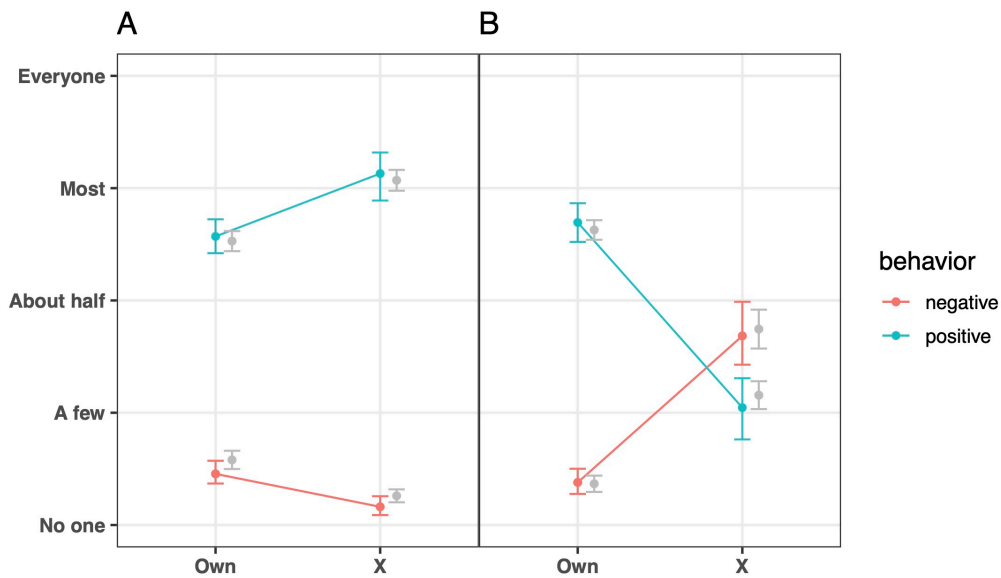 A B
Everyone
Most
About half
A few
No one
Own X Own X
behavior
negative
positive